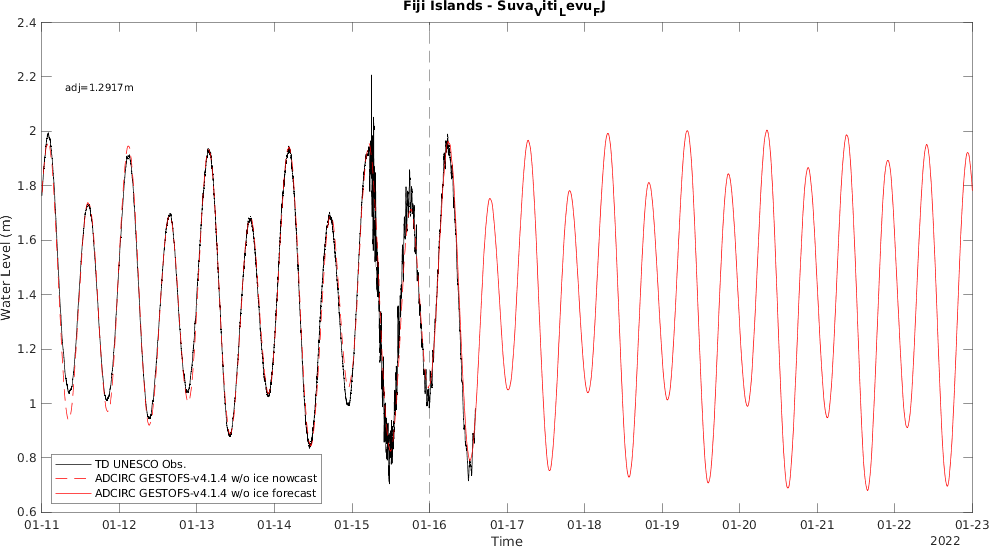 Fiji Islands - SuvaVitiLevuFJ
2.4
2.2
2
1.8
1.6
1.4
1.2
1
0.8
0.6
Water Level (m)
adj=1.2917m
TD UNESCO Obs.
ADCIRC GESTOFS-v4.1.4 w/o ice nowcast
ADCIRC GESTOFS-v4.1.4 w/o ice forecast
01-11 01-12 01-13 01-14 01-15 01-16 01-17 01-18 01-19 01-20 01-21 01-22 01-23
Time
2022